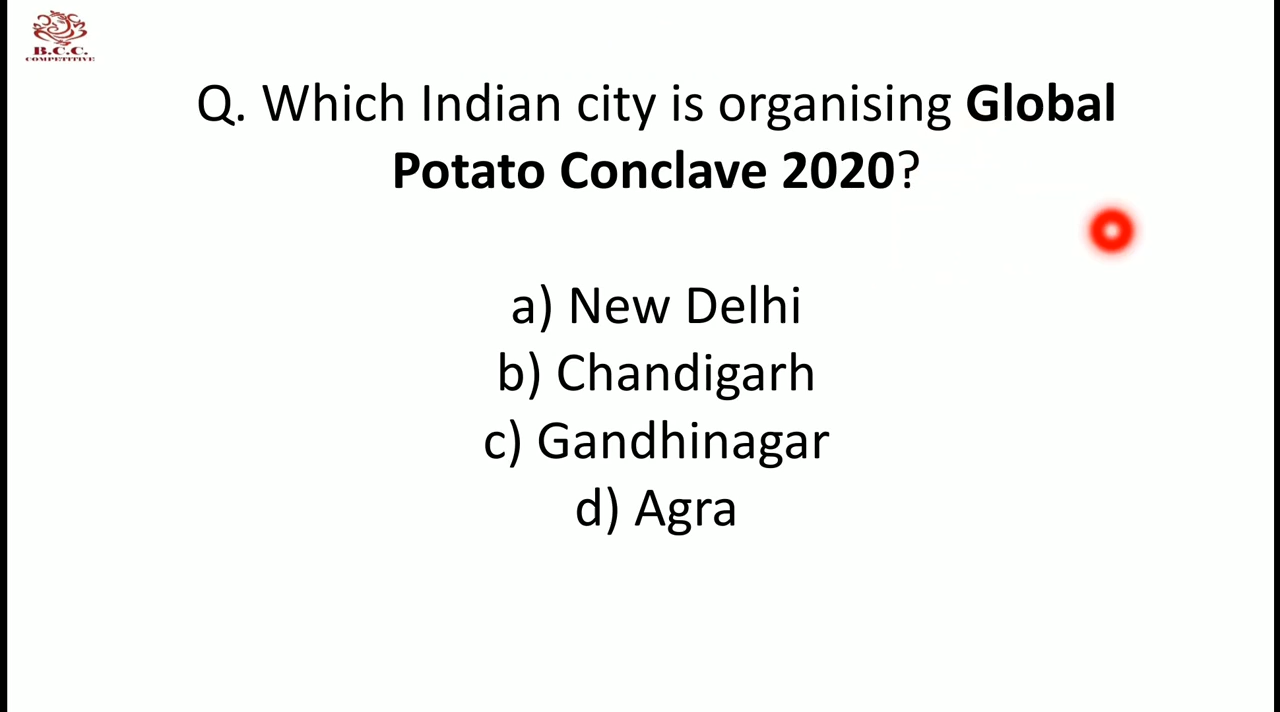 B.C.C.
COMPETITIVE
Q. Which Indian city is organising Global
Potato Conclave 2020?
a) New Delhi
b) Chandigarh
c) Gandhinagar
d) Agra